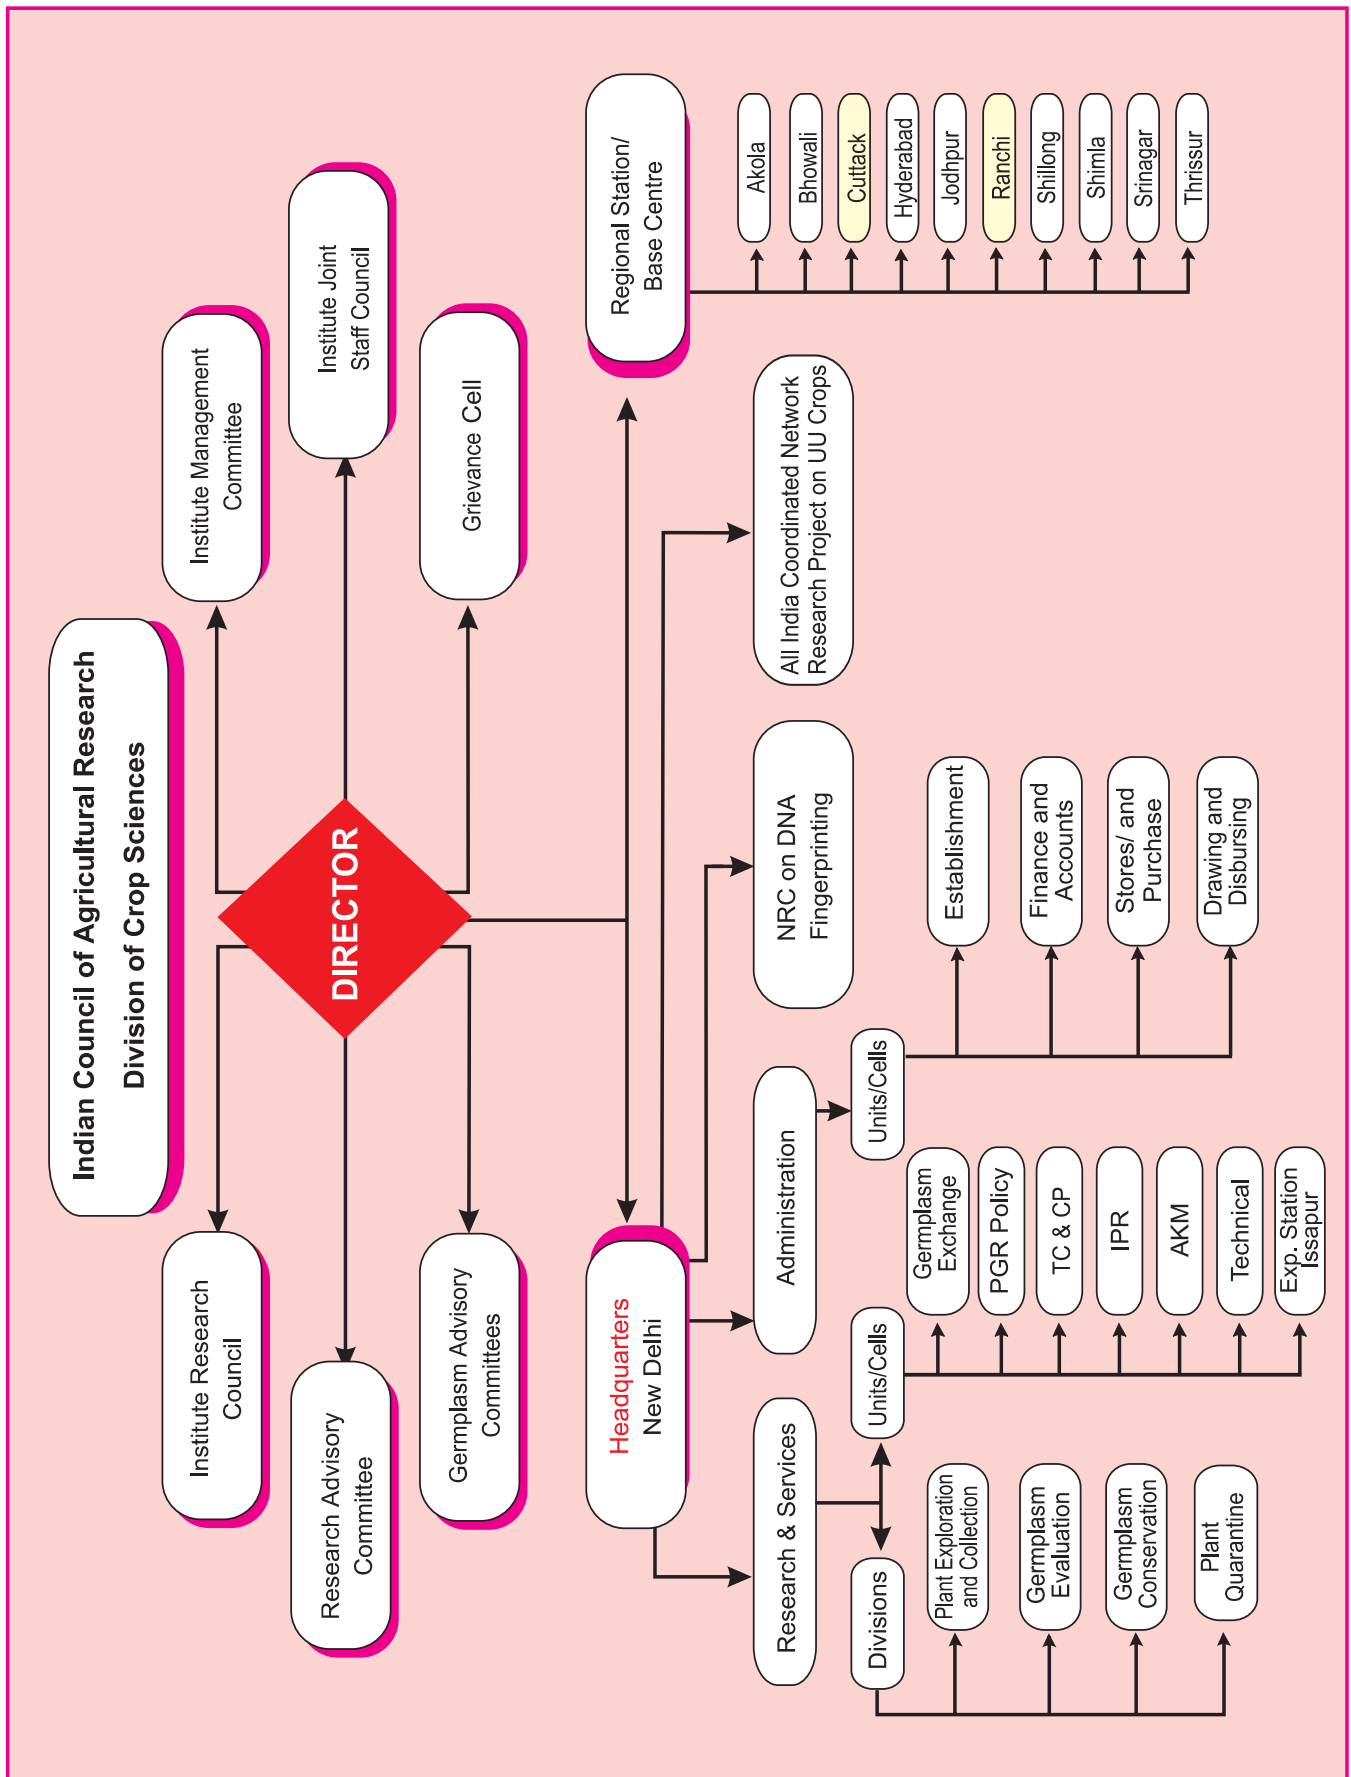 Indian Council of Agricultural Research
Division of Crop Sciences
DIRECTOR
Institute Research
Council
Institute Management
Committee
Research Advisory
Committee
Institute Joint
Staff Council
Germplasm Advisory
Committees
Grievance Cell
Headquarters
New Delhi
Regional Station/
Base Centre
Research & Services
Administration
NRC on DNA
Fingerprinting
All India Coordinated Network
Research Project on UU Crops
Divisions
Units/Cells
Units/Cells
Plant Exploration
and Collection
Germplasm
Evaluation
Germplasm
Conservation
Plant
Quarantine
Germplasm
Exchange
PGR Policy
TC & CP
IPR
AKM
Technical
Exp. Station
Issapur
Establishment
Finance and
Accounts
Stores/ and
Purchase
Drawing and
Disbursing
Akola
Bhowali
Cuttack
Hyderabad
Jodhpur
Ranchi
Shillong
Shimla
Srinagar
Thrissur